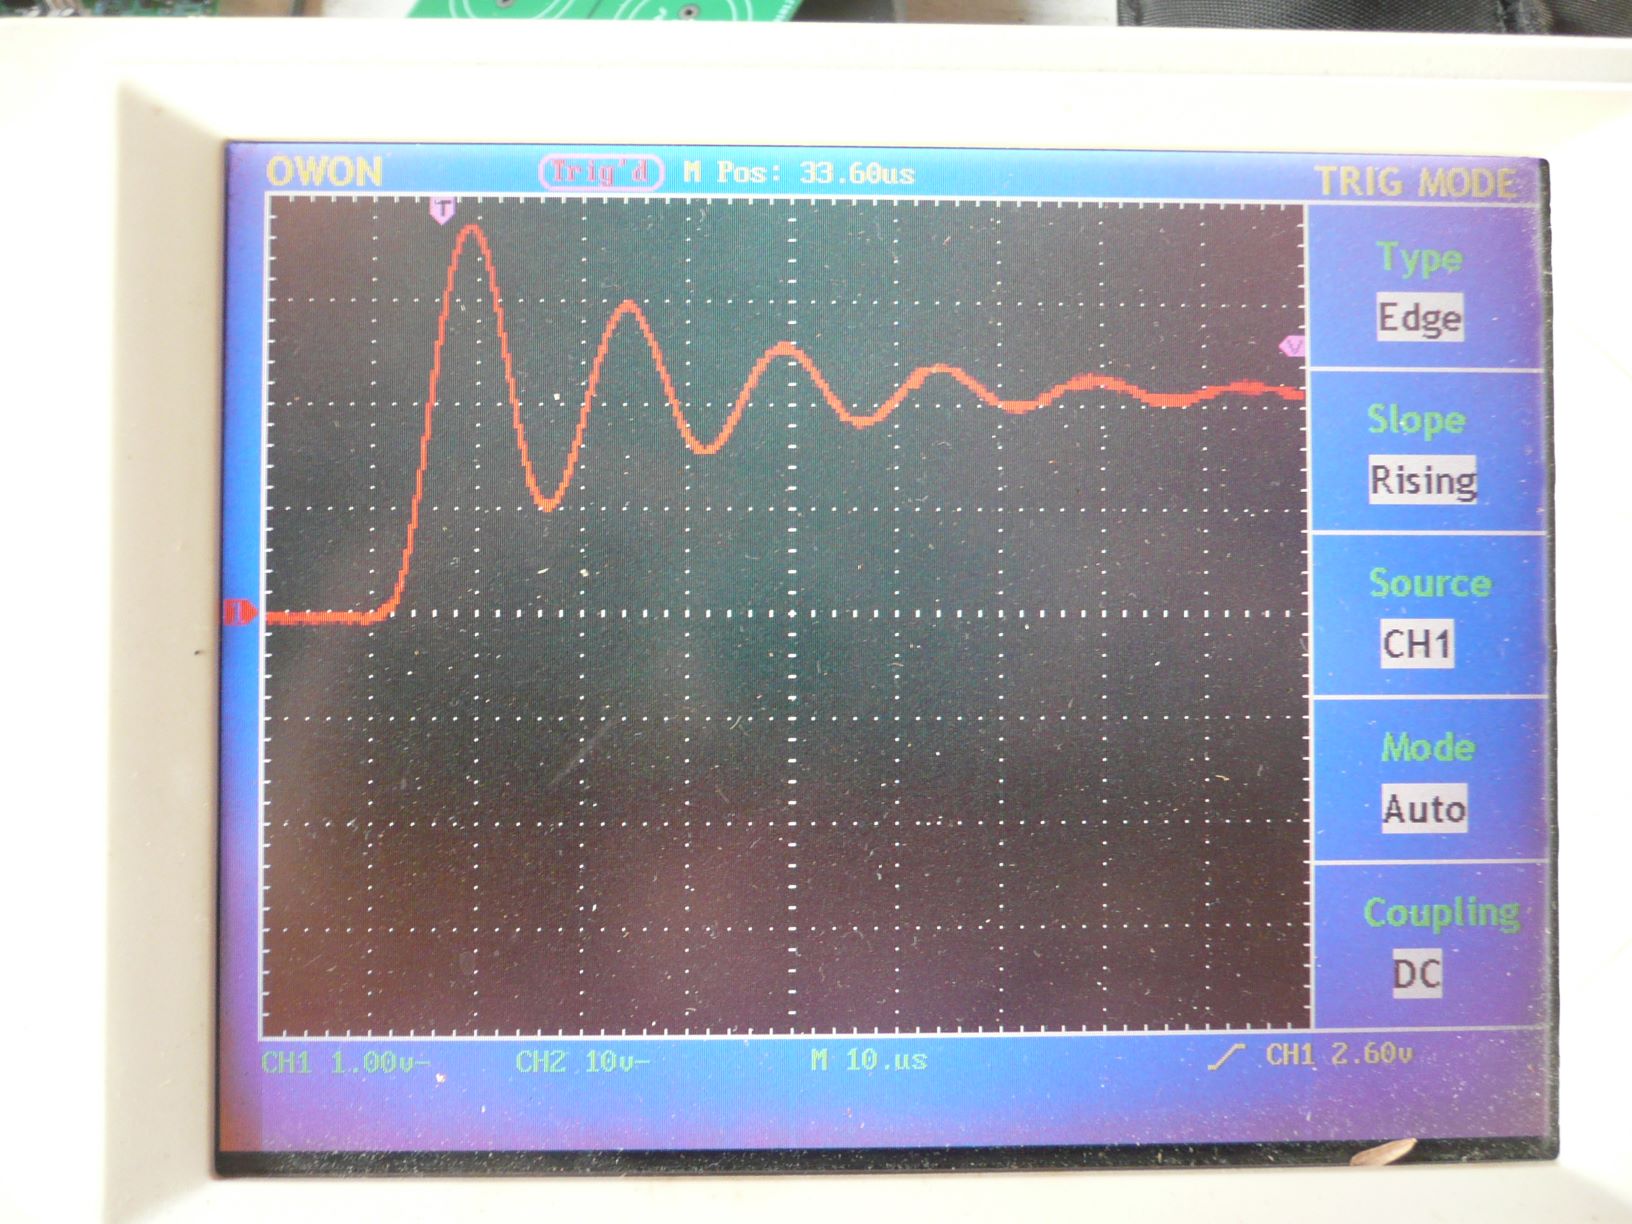 OWON Trig'd M Pos: 33.60us TRIG MODE
T
Type
Edge
V
Slope
Rising
1
Source
CH1
Mode
Auto
Coupling
DC
CH1 1.00v⎓ CH2 10v⎓ M 10.us CH1 2.60v